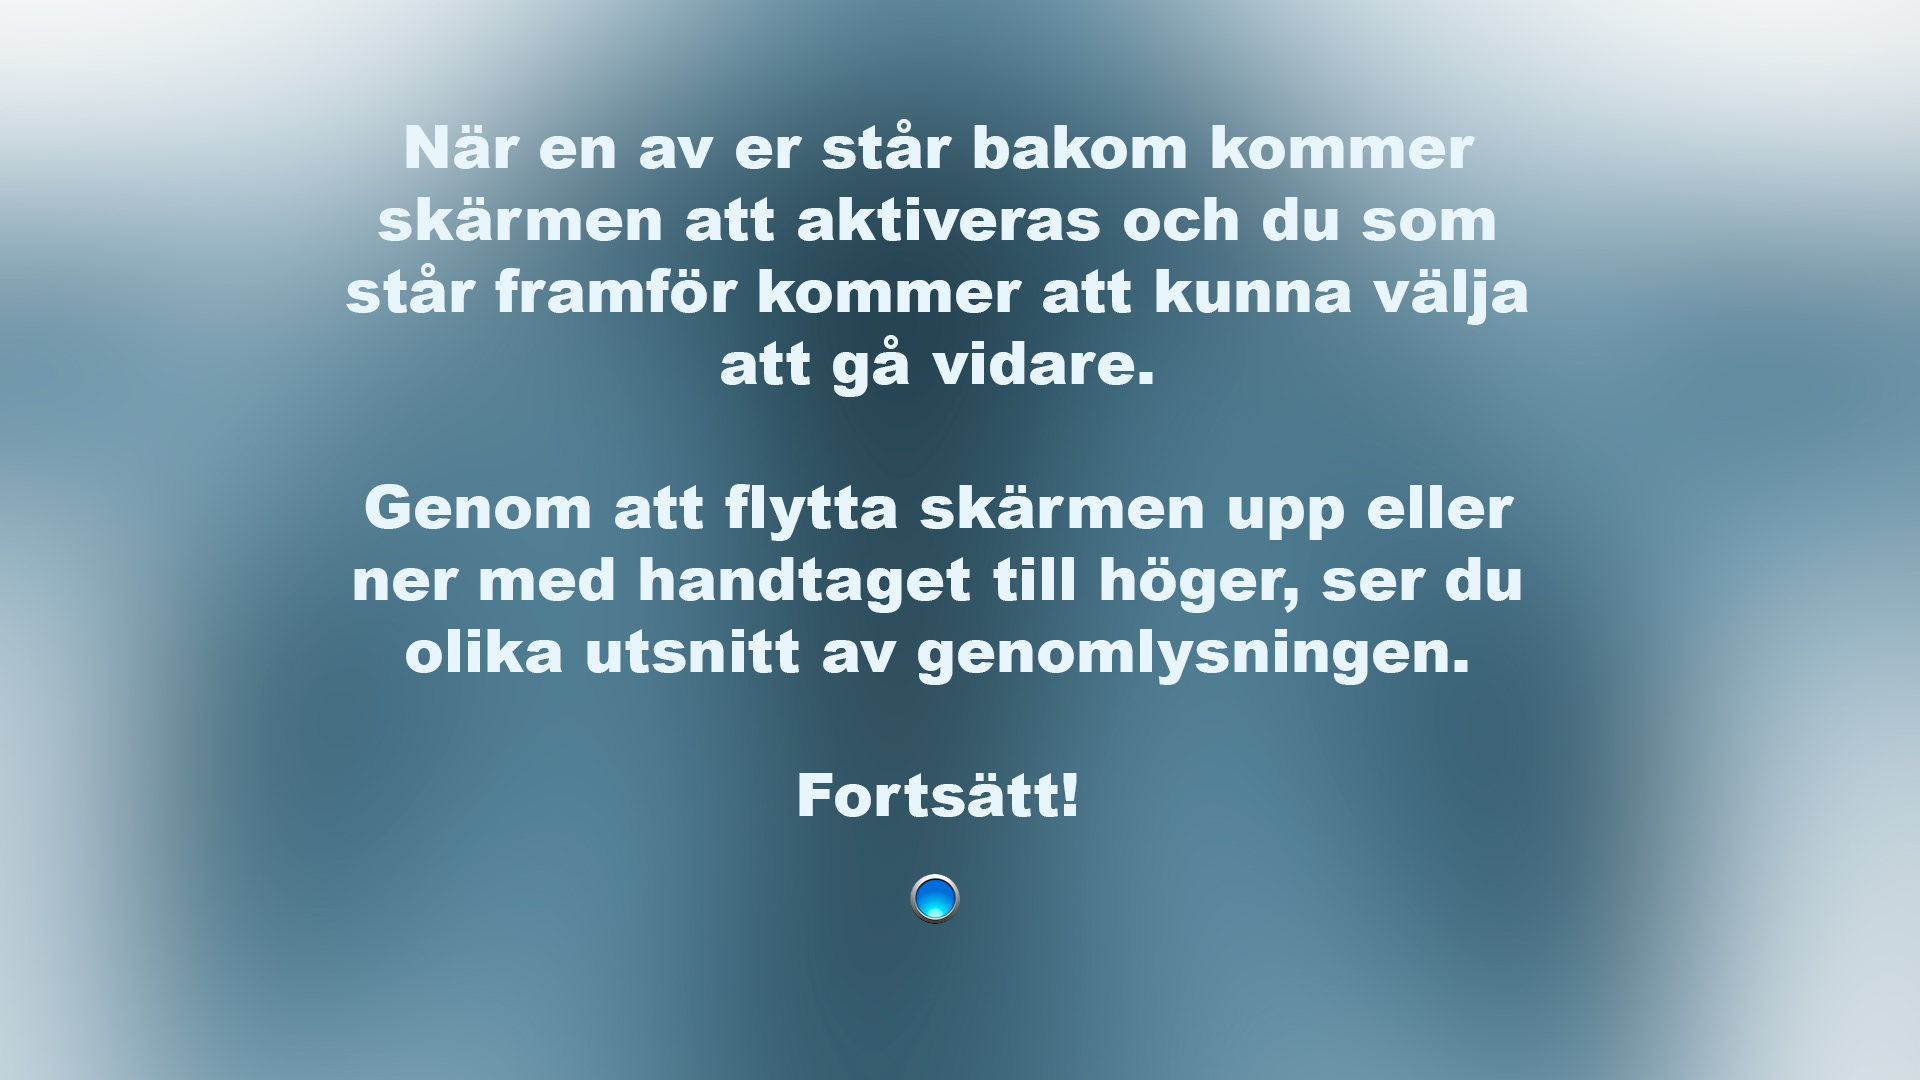 När en av er står bakom kommer
skärmen att aktiveras och du som
står framför kommer att kunna välja
att gå vidare.
Genom att flytta skärmen upp eller
ner med handtaget till höger, ser du
olika utsnitt av genomlysningen.
Fortsätt!